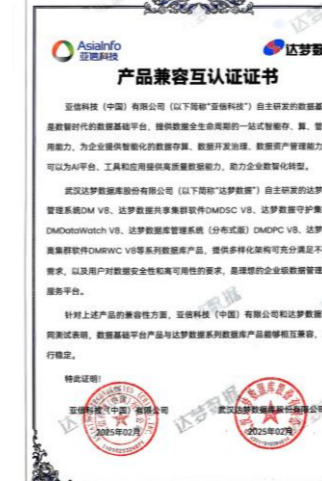 AsiaInfo
亚信科技
达梦数
产品兼容互认证证书
亚信科技（中国）有限公司（以下简称“亚信科技”）自主研发的数据基
是数智时代的数据基础平台，提供数据全生命周期的一站式智能存、算、管
用能力，为企业提供智能化的数据存算、数据开发治理、数据资产管理能力
可以为AI平台、工具和应用提供高质量数据能力，助力企业数智化转型。
武汉达梦数据库股份有限公司（以下简称“达梦数据”）自主研发的达梦
管理系统DM V8、达梦数据共享集群软件DMDSC V8、达梦数据守护集
DMDataWatch V8、达梦数据库管理系统（分布式版）DMDPC V8、达梦
离集群软件DMRWC V8等系列数据库产品，提供多样化架构可充分满足不
需求，以及用户对数据安全性和高可用性的要求，是理想的企业级数据管理
服务平台。
针对上述产品的兼容性方面，亚信科技（中国）有限公司和达梦数据
同测试表明，数据基础平台产品与达梦数据系列数据库产品能够相互兼容，
行稳定。
特此证明！
亚信科技（中国）有限公司
武汉达梦数据库股份有限公
2025年02月
2025年02月